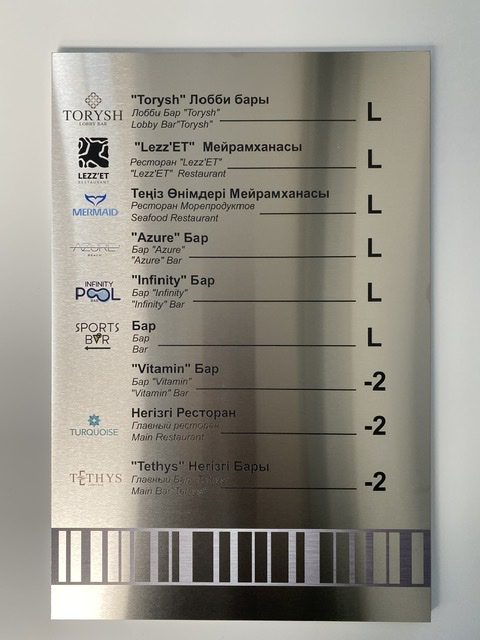 TORYSH
LOBBY BAR
"Torysh" Лобби бары
Лобби Бар "Torysh"
Lobby Bar"Torysh"
L
LEZZ'ET
RESTAURANT
"Lezz'ET" Мейрамханасы
Ресторан "Lezz'ET"
"Lezz'ET" Restaurant
L
MERMAID
Теңіз Өнімдері Мейрамханасы
Ресторан Морепродуктов
Seafood Restaurant
L
AZURE
"Azure" Бар
Бар "Azure"
"Azure" Bar
L
INFINITY
POOL
BAR
"Infinity" Бар
Бар "Infinity"
"Infinity" Bar
L
SPORTS
BAR
Бар
Бар
Bar
L
"Vitamin" Бар
Бар "Vitamin"
"Vitamin" Bar
-2
TURQUOISE
Негізгі Ресторан
Главный ресторан
Main Restaurant
-2
TETHYS
"Tethys" Негізгі Бары
Главный Бар "Tethys"
Main Bar "Tethys"
-2